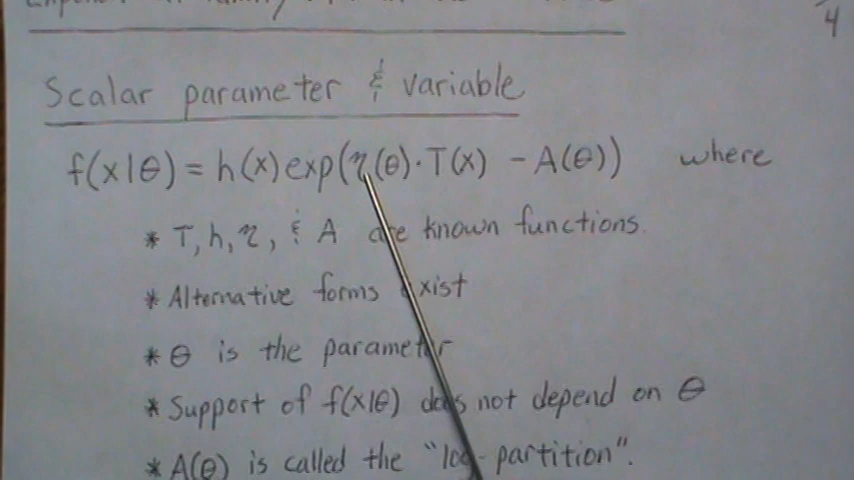 4
Scalar parameter & variable
f(x|θ) = h(x) exp(η(θ)·T(x) - A(θ)) where
* T, h, η, & A are known functions.
* Alternative forms exist
* θ is the parameter
* Support of f(x|θ) does not depend on θ
* A(θ) is called the "log-partition".